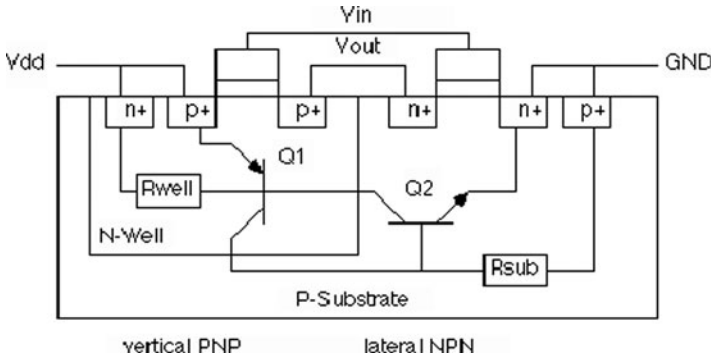 Vin
Vout
Vdd
GND
n+ p+ p+ n+ n+ p+
Q1
Q2
Rwell
N-Well
Rsub
P-Substrate
vertical PNP lateral NPN